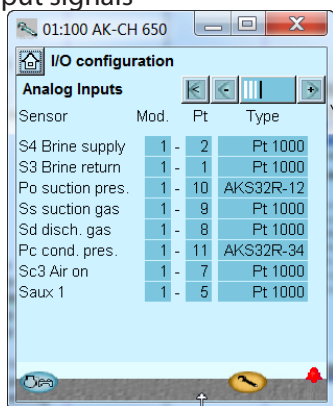 put signals
01:100 AK-CH 650
I/O configuration
Analog Inputs
Sensor Mod. Pt Type
S4 Brine supply 1 - 2 Pt 1000
S3 Brine return 1 - 1 Pt 1000
Po suction pres. 1 - 10 AKS32R-12
Ss suction gas 1 - 9 Pt 1000
Sd disch. gas 1 - 8 Pt 1000
Pc cond. pres. 1 - 11 AKS32R-34
Sc3 Air on 1 - 7 Pt 1000
Saux 1 1 - 5 Pt 1000